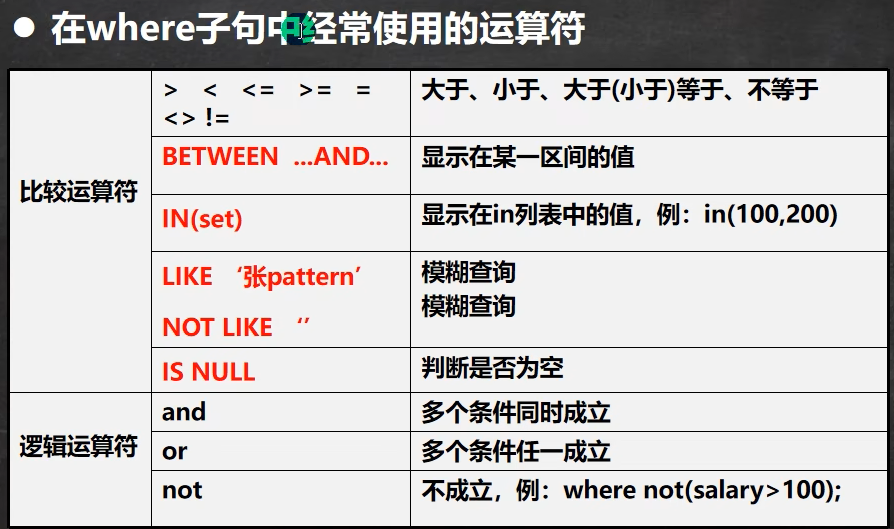 ● 在where子句中经常使用的运算符
比较运算符
> < <= >= =
<> !=
大于、小于、大于(小于)等于、不等于
BETWEEN ...AND...
显示在某一区间的值
IN(set)
显示在in列表中的值，例：in(100,200)
LIKE ‘张pattern’
NOT LIKE ‘’
模糊查询
模糊查询
IS NULL
判断是否为空
逻辑运算符
and
多个条件同时成立
or
多个条件任一成立
not
不成立，例：where not(salary>100);